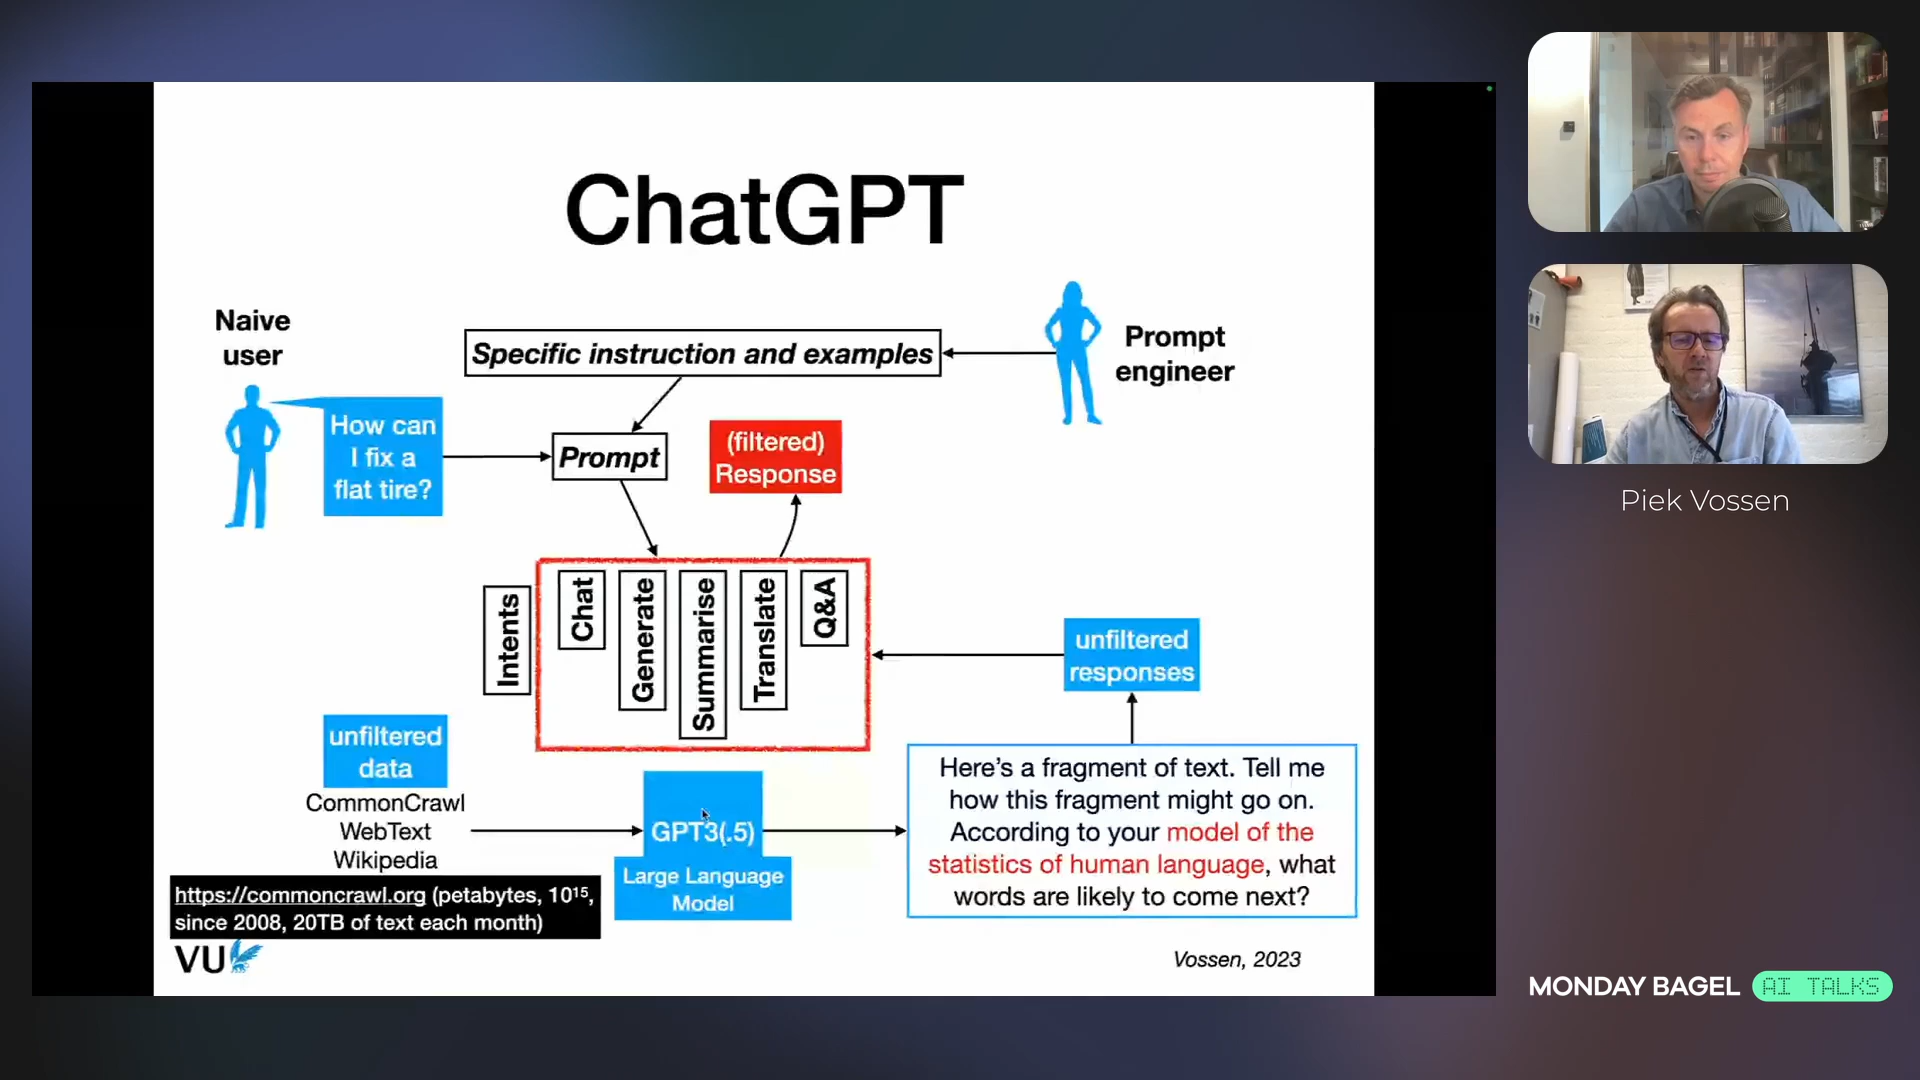 ChatGPT
Naive
user
Specific instruction and examples
Prompt
engineer
How can
I fix a
flat tire?
Prompt
(filtered)
Response
Intents
Chat
Generate
Summarise
Translate
Q&A
unfiltered
responses
unfiltered
data
CommonCrawl
WebText
Wikipedia
https://commoncrawl.org (petabytes, 10¹⁵,
since 2008, 20TB of text each month)
GPT3(.5)
Large Language
Model
Here's a fragment of text. Tell me
how this fragment might go on.
According to your model of the
statistics of human language, what
words are likely to come next?
VU
Vossen, 2023
Piek Vossen
MONDAY BAGEL AI TALKS